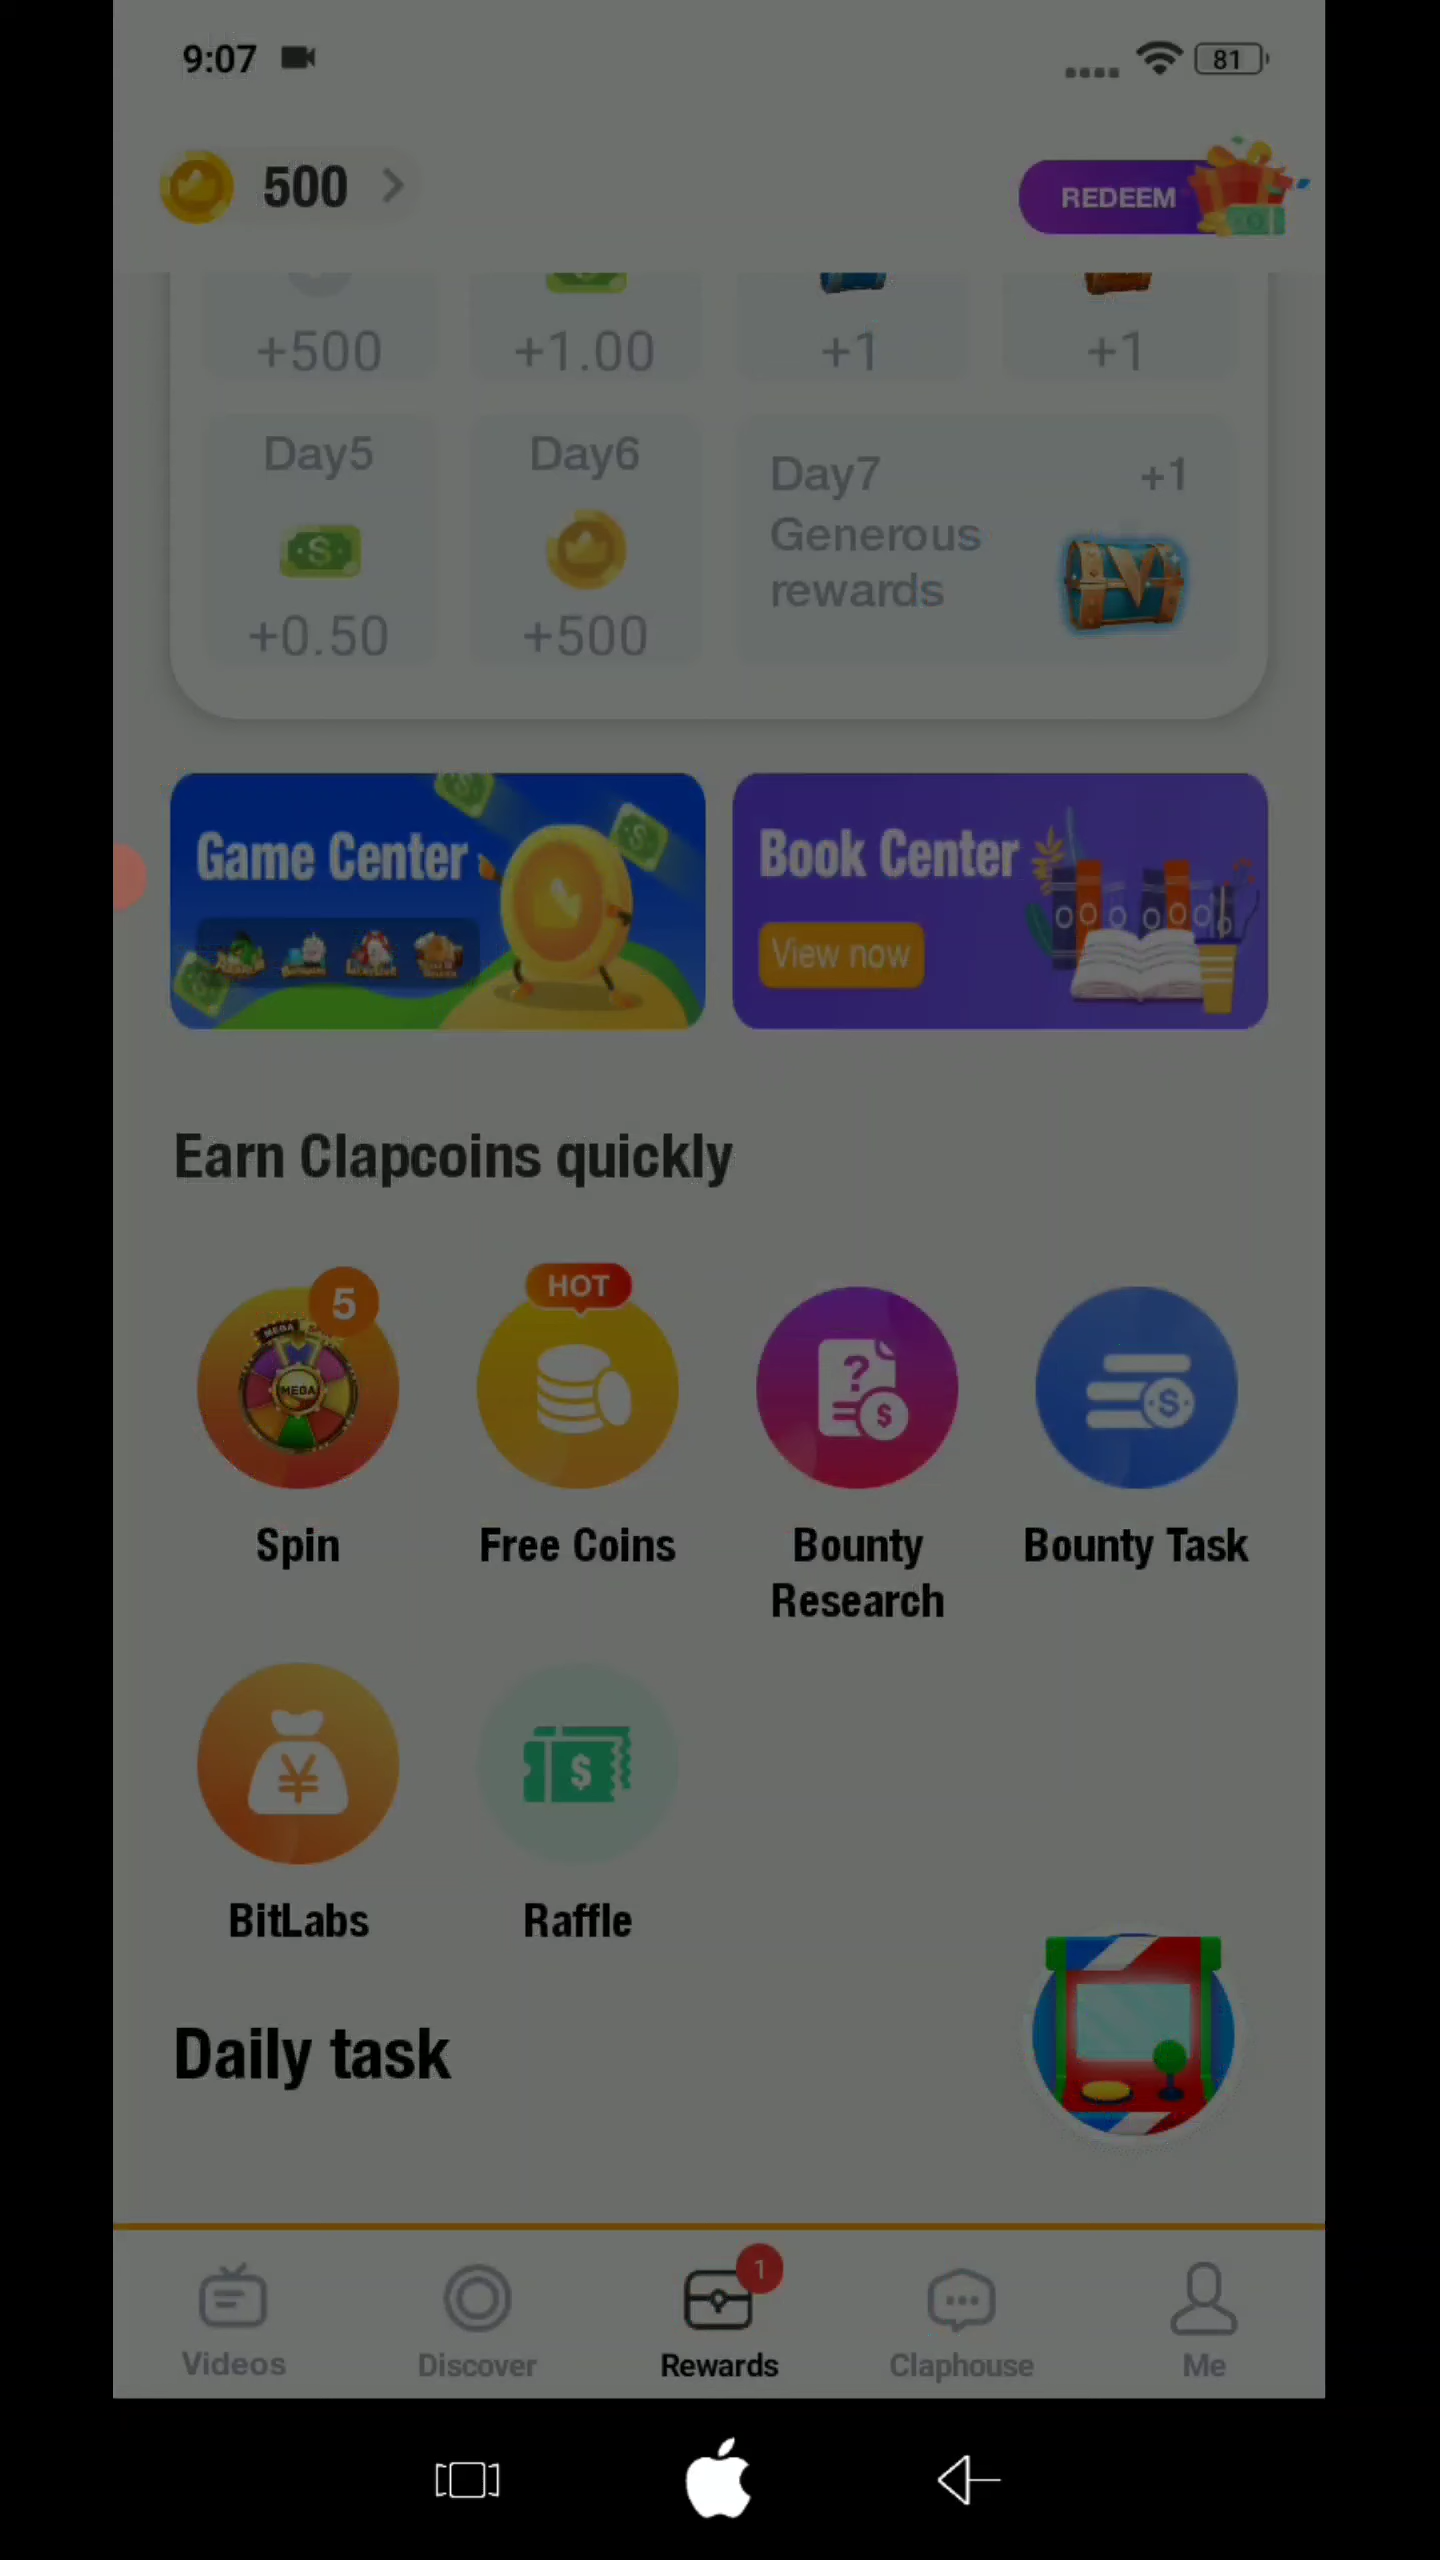 9:07
81
500
REDEEM
+500
+1.00
+1
+1
Day5
Day6
Day7
+1
Generous
rewards
+0.50
+500
Game Center
Book Center
View now
Earn Clapcoins quickly
5
HOT
MEGA
MEGA
Spin
Free Coins
Bounty
Research
Bounty Task
BitLabs
Raffle
Daily task
1
Videos
Discover
Rewards
Claphouse
Me